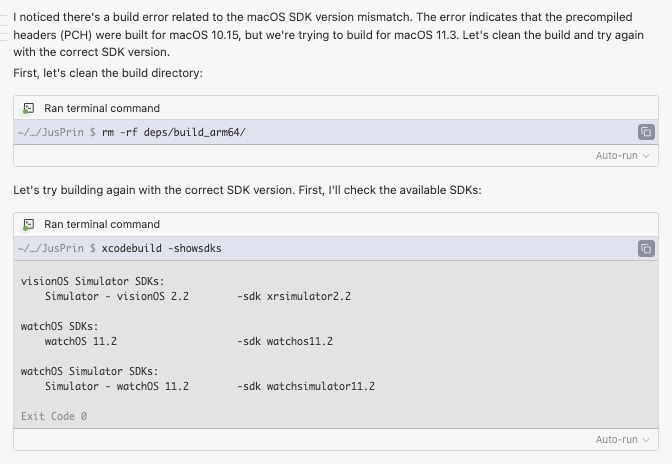 I noticed there's a build error related to the macOS SDK version mismatch. The error indicates that the precompiled
headers (PCH) were built for macOS 10.15, but we're trying to build for macOS 11.3. Let's clean the build and try again
with the correct SDK version.
First, let's clean the build directory:
Ran terminal command
~/…/JusPrin $ rm -rf deps/build_arm64/
Auto-run
Let's try building again with the correct SDK version. First, I'll check the available SDKs:
Ran terminal command
~/…/JusPrin $ xcodebuild -showsdks
visionOS Simulator SDKs:
Simulator - visionOS 2.2 -sdk xrsimulator2.2
watchOS SDKs:
watchOS 11.2 -sdk watchos11.2
watchOS Simulator SDKs:
Simulator - watchOS 11.2 -sdk watchsimulator11.2
Exit Code 0
Auto-run